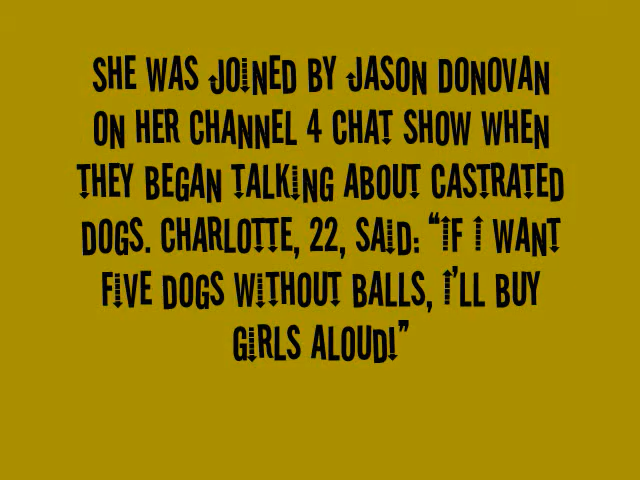 SHE WAS JOINED BY JASON DONOVAN
ON HER CHANNEL 4 CHAT SHOW WHEN
THEY BEGAN TALKING ABOUT CASTRATED
DOGS. CHARLOTTE, 22, SAID: “IF I WANT
FIVE DOGS WITHOUT BALLS, I’LL BUY
GIRLS ALOUD!”